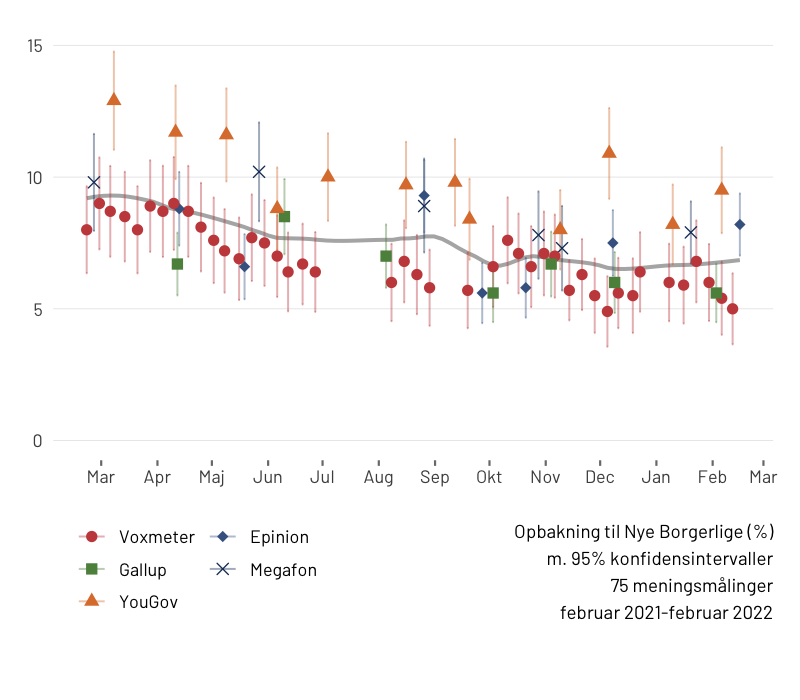 15
10
5
0
Mar Apr Maj Jun Jul Aug Sep Okt Nov Dec Jan Feb Mar
Voxmeter Epinion
Gallup Megafon
YouGov
Opbakning til Nye Borgerlige (%)
m. 95% konfidensintervaller
75 meningsmålinger
februar 2021-februar 2022